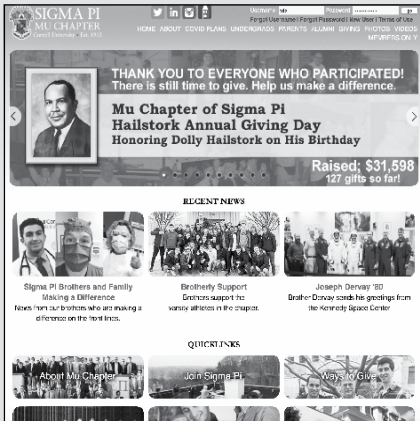 SIGMA PI
MU CHAPTER
Cornell University • Est. 1917
Username
Password
go
Forgot Username | Forgot Password | New User | Terms of Use
HOME ABOUT COVID PLANS UNDERGRADS PARENTS ALUMNI GIVING PHOTOS VIDEOS
MEMBERS ONLY
THANK YOU TO EVERYONE WHO PARTICIPATED!
There is still time to give. Help us make a difference.
Mu Chapter of Sigma Pi
Hailstork Annual Giving Day
Honoring Dolly Hailstork on His Birthday
Raised: $31,598
127 gifts so far!
RECENT NEWS
Sigma Pi Brothers and Family
Making a Difference
News from our brothers who are making a
difference on the front lines.
Brotherly Support
Brothers support the
varsity athletes in the chapter.
Joseph Dervay '80
Brother Dervay sends his greetings from
the Kennedy Space Center
QUICKLINKS
About Mu Chapter
Join Sigma Pi
Ways to Give